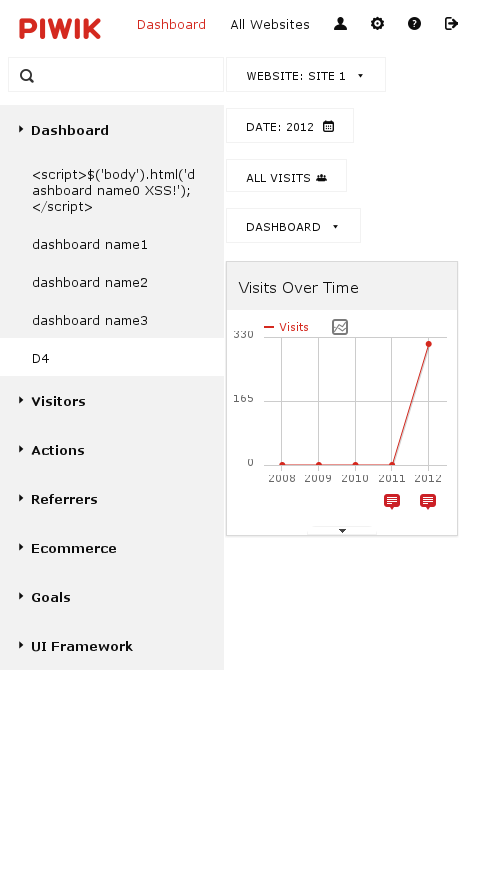 PIWIK
Dashboard
All Websites
WEBSITE: SITE 1
Dashboard
<script>$('body').html('d
ashboard name0 XSS!');
</script>
dashboard name1
dashboard name2
dashboard name3
D4
Visitors
Actions
Referrers
Ecommerce
Goals
UI Framework
DATE: 2012
ALL VISITS
DASHBOARD
Visits Over Time
Visits
330
165
0
2008 2009 2010 2011 2012